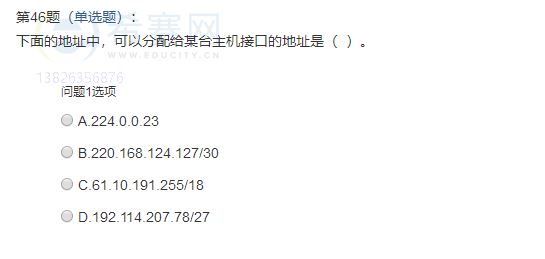 第46题（单选题）：
下面的地址中，可以分配给某台主机接口的地址是（ ）。
希赛网
WWW.EDUCITY.CN
13826356876
问题1选项
A.224.0.0.23
B.220.168.124.127/30
C.61.10.191.255/18
D.192.114.207.78/27